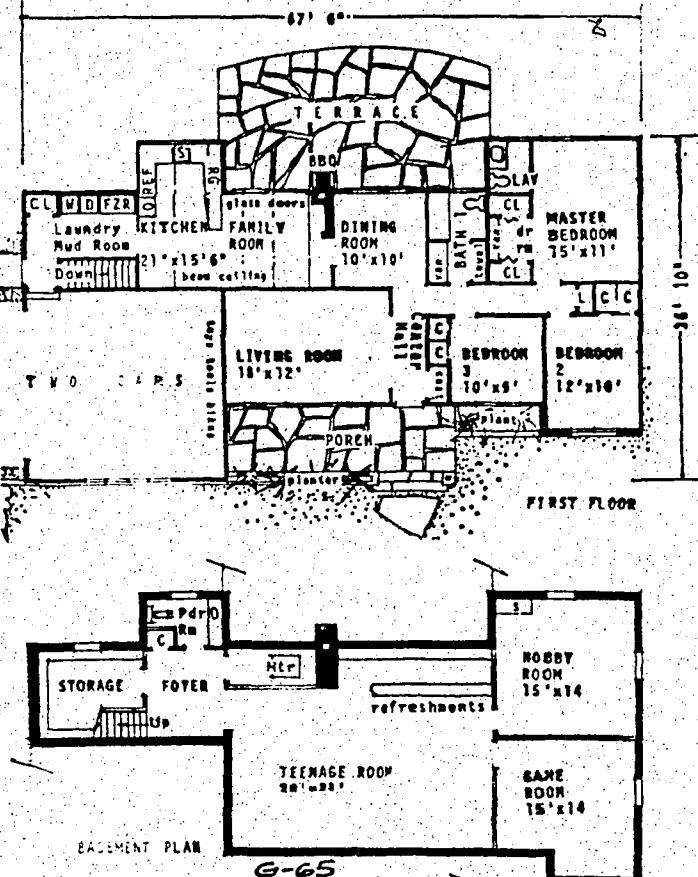 67' 6"
TERRACE
BBQ
S
REF
O
RG
LAV
CL
W D FZR
CL
glass doors
Laundry
Mud Room
KITCHEN
FAMILY
ROOM
DINING
ROOM
10'x10'
BATH 1
van
dr
rm
MASTER
BEDROOM
15'x11'
21'x15'6"
beam ceiling
Down
CL
L C C
36' 10"
Center
Hall
C
C
LIVING ROOM
18'x12'
BEDROOM
3
10'x9'
BEDROOM
2
12'x10'
TWO CARS
PORCH
plant
planter
FIRST FLOOR
Pdr
Rm
C
S
Htr
HOBBY
ROOM
15'x14
STORAGE
FOYER
refreshments
Up
TEENAGE ROOM
GAME
ROOM
15'x14
BASEMENT PLAN
G-65